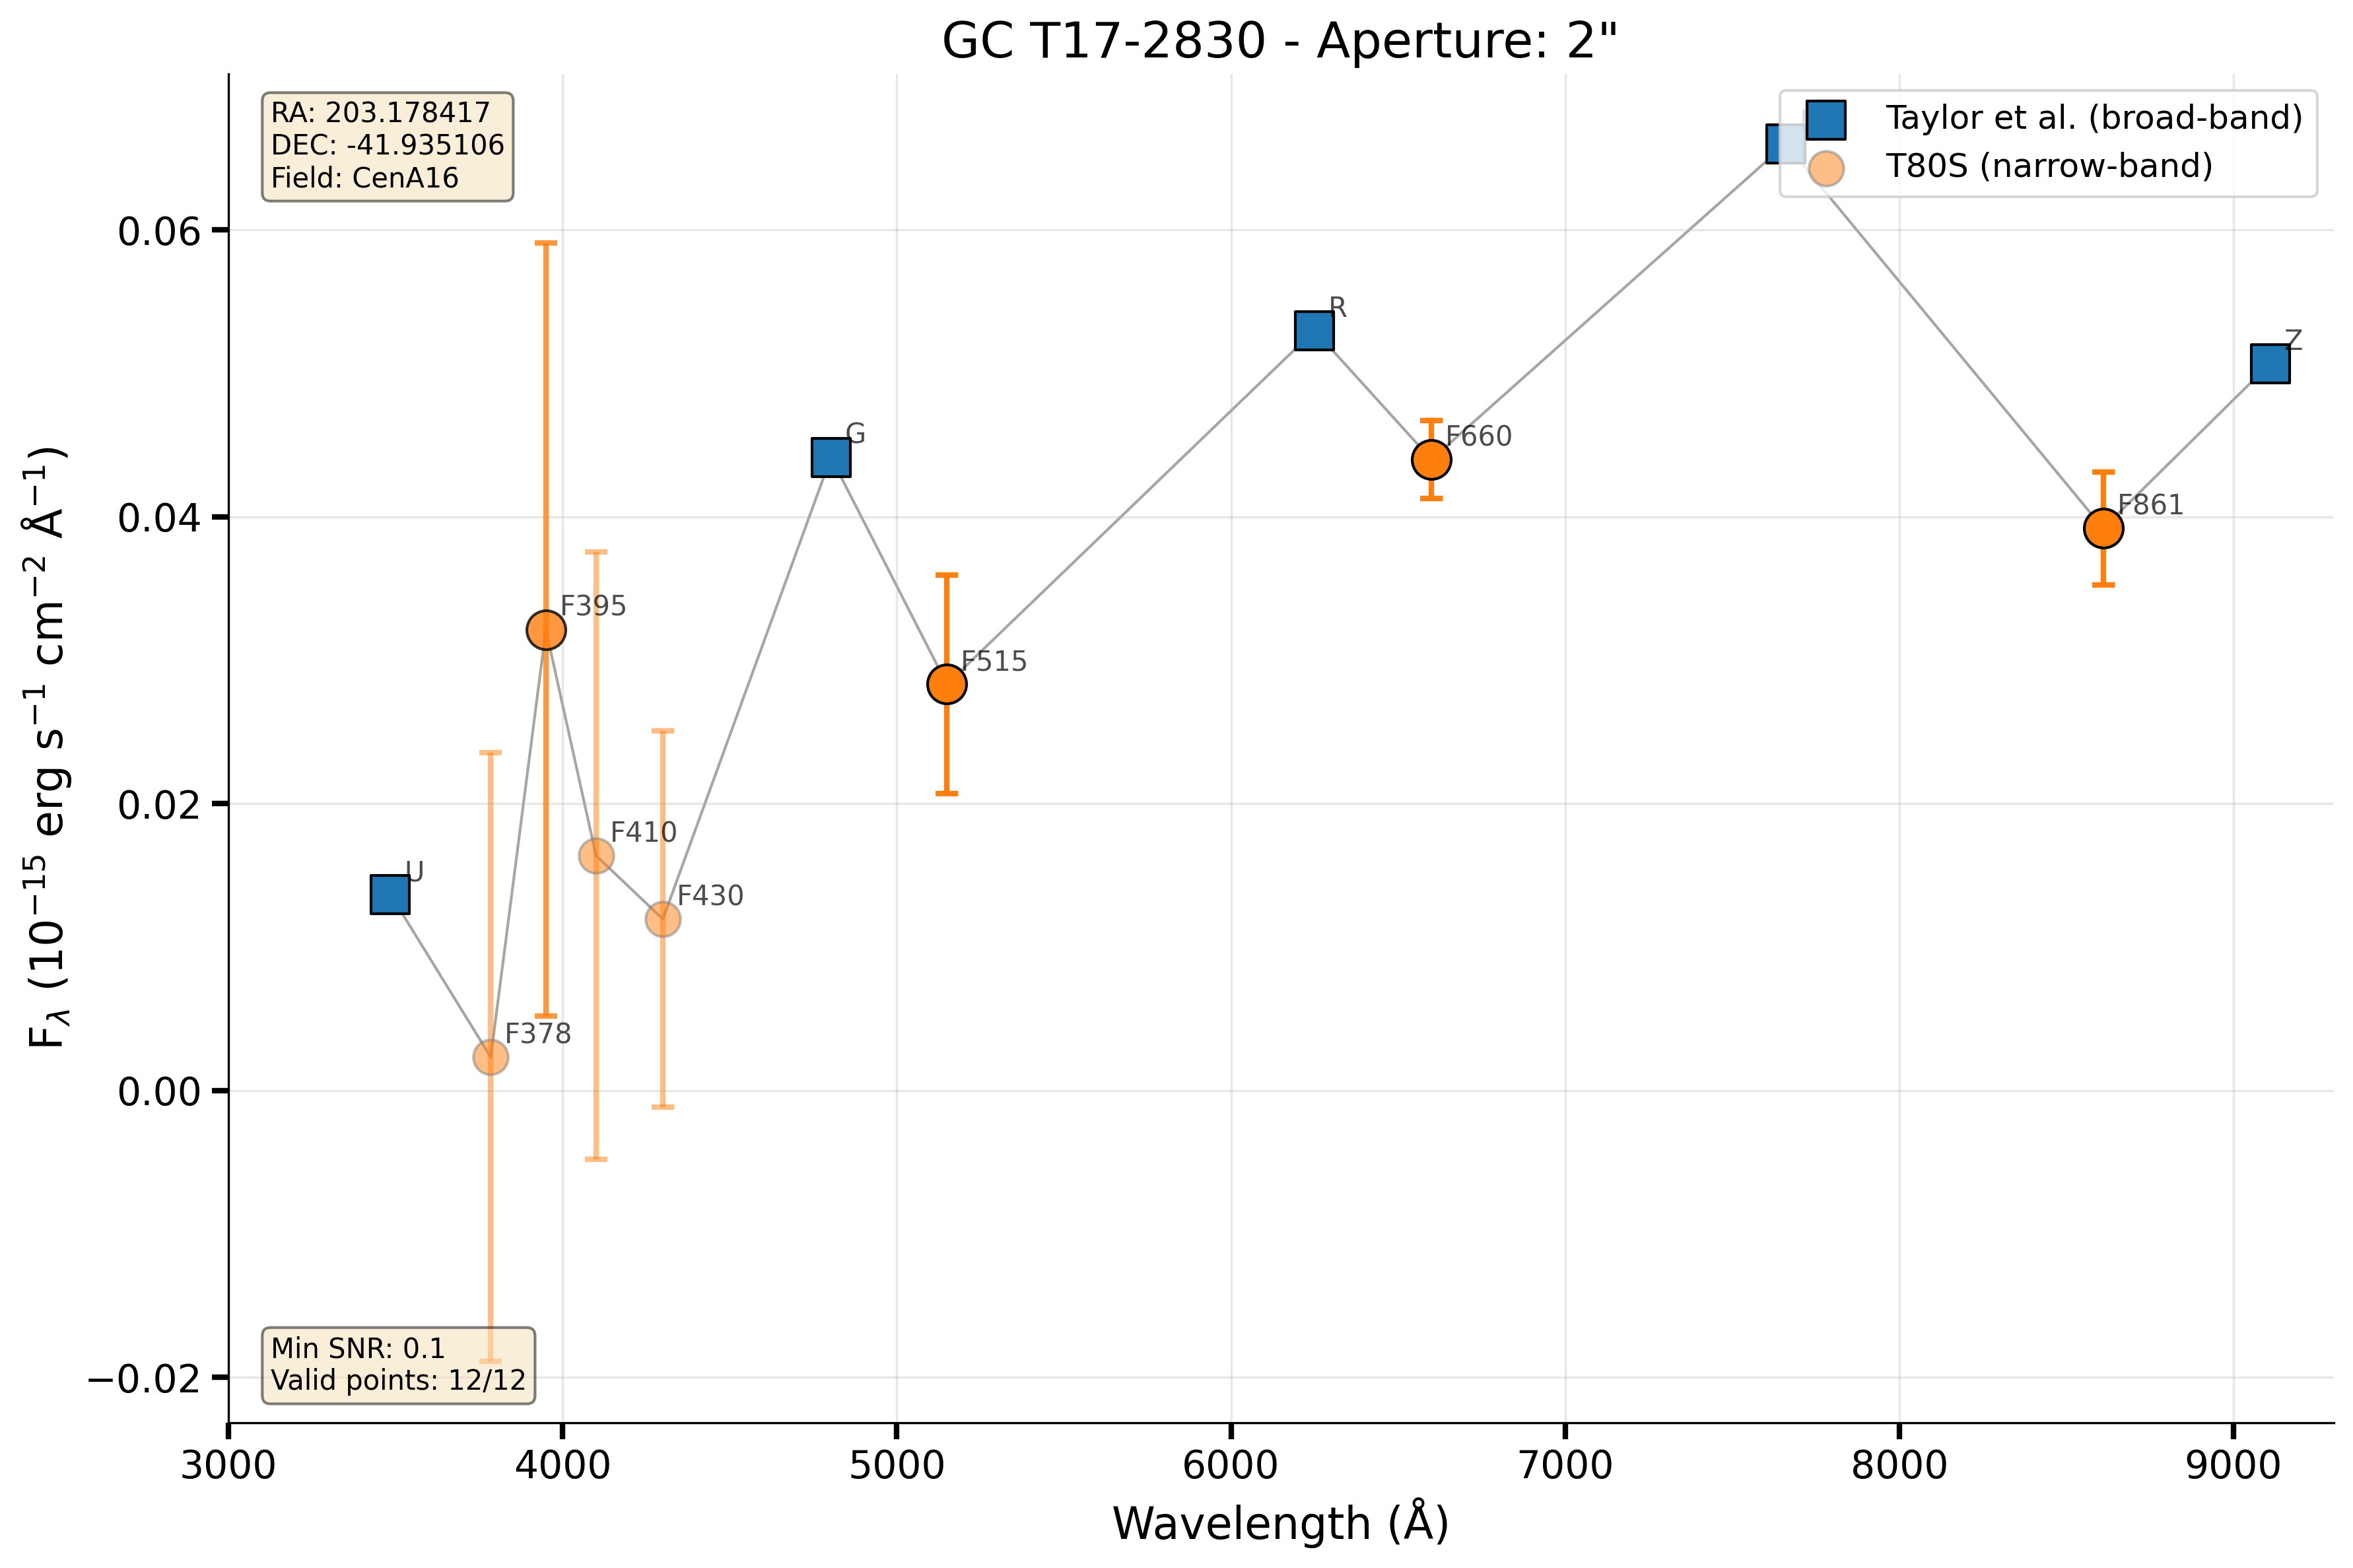 GC T17-2830 - Aperture: 2"
RA: 203.178417
DEC: -41.935106
Field: CenA16
Taylor et al. (broad-band)
T80S (narrow-band)
0.06
0.04
0.02
0.00
−0.02
F_λ (10⁻¹⁵ erg s⁻¹ cm⁻² Å⁻¹)
R
Z
G
F660
F861
F395
F515
F410
U
F430
F378
Min SNR: 0.1
Valid points: 12/12
3000 4000 5000 6000 7000 8000 9000
Wavelength (Å)